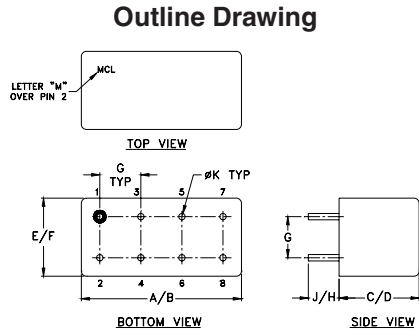 Outline Drawing
MCL
LETTER "M"
OVER PIN 2
TOP VIEW
G
TYP
øK TYP
1 3 5 7
E/F
G
2 4 6 8
A/B
J/H C/D
BOTTOM VIEW
SIDE VIEW